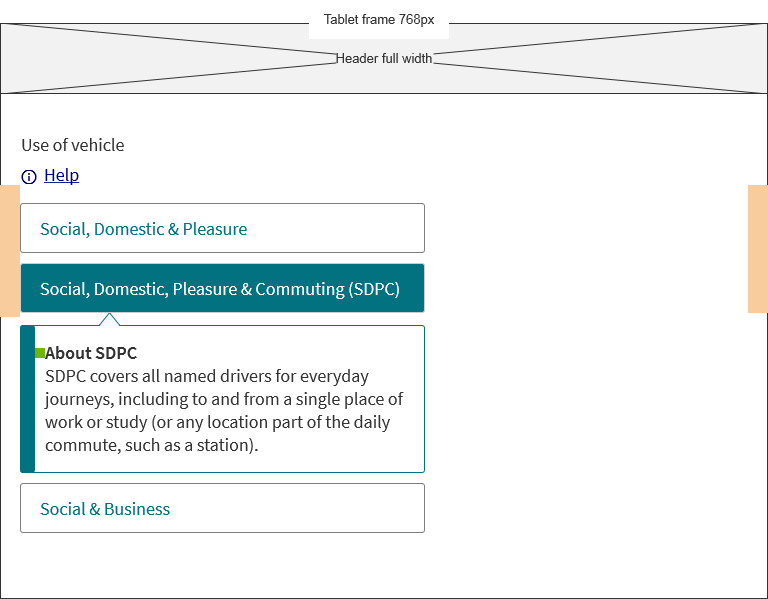 Tablet frame 768px
Header full width
Use of vehicle
Help
Social, Domestic & Pleasure
Social, Domestic, Pleasure & Commuting (SDPC)
About SDPC
SDPC covers all named drivers for everyday
journeys, including to and from a single place of
work or study (or any location part of the daily
commute, such as a station).
Social & Business